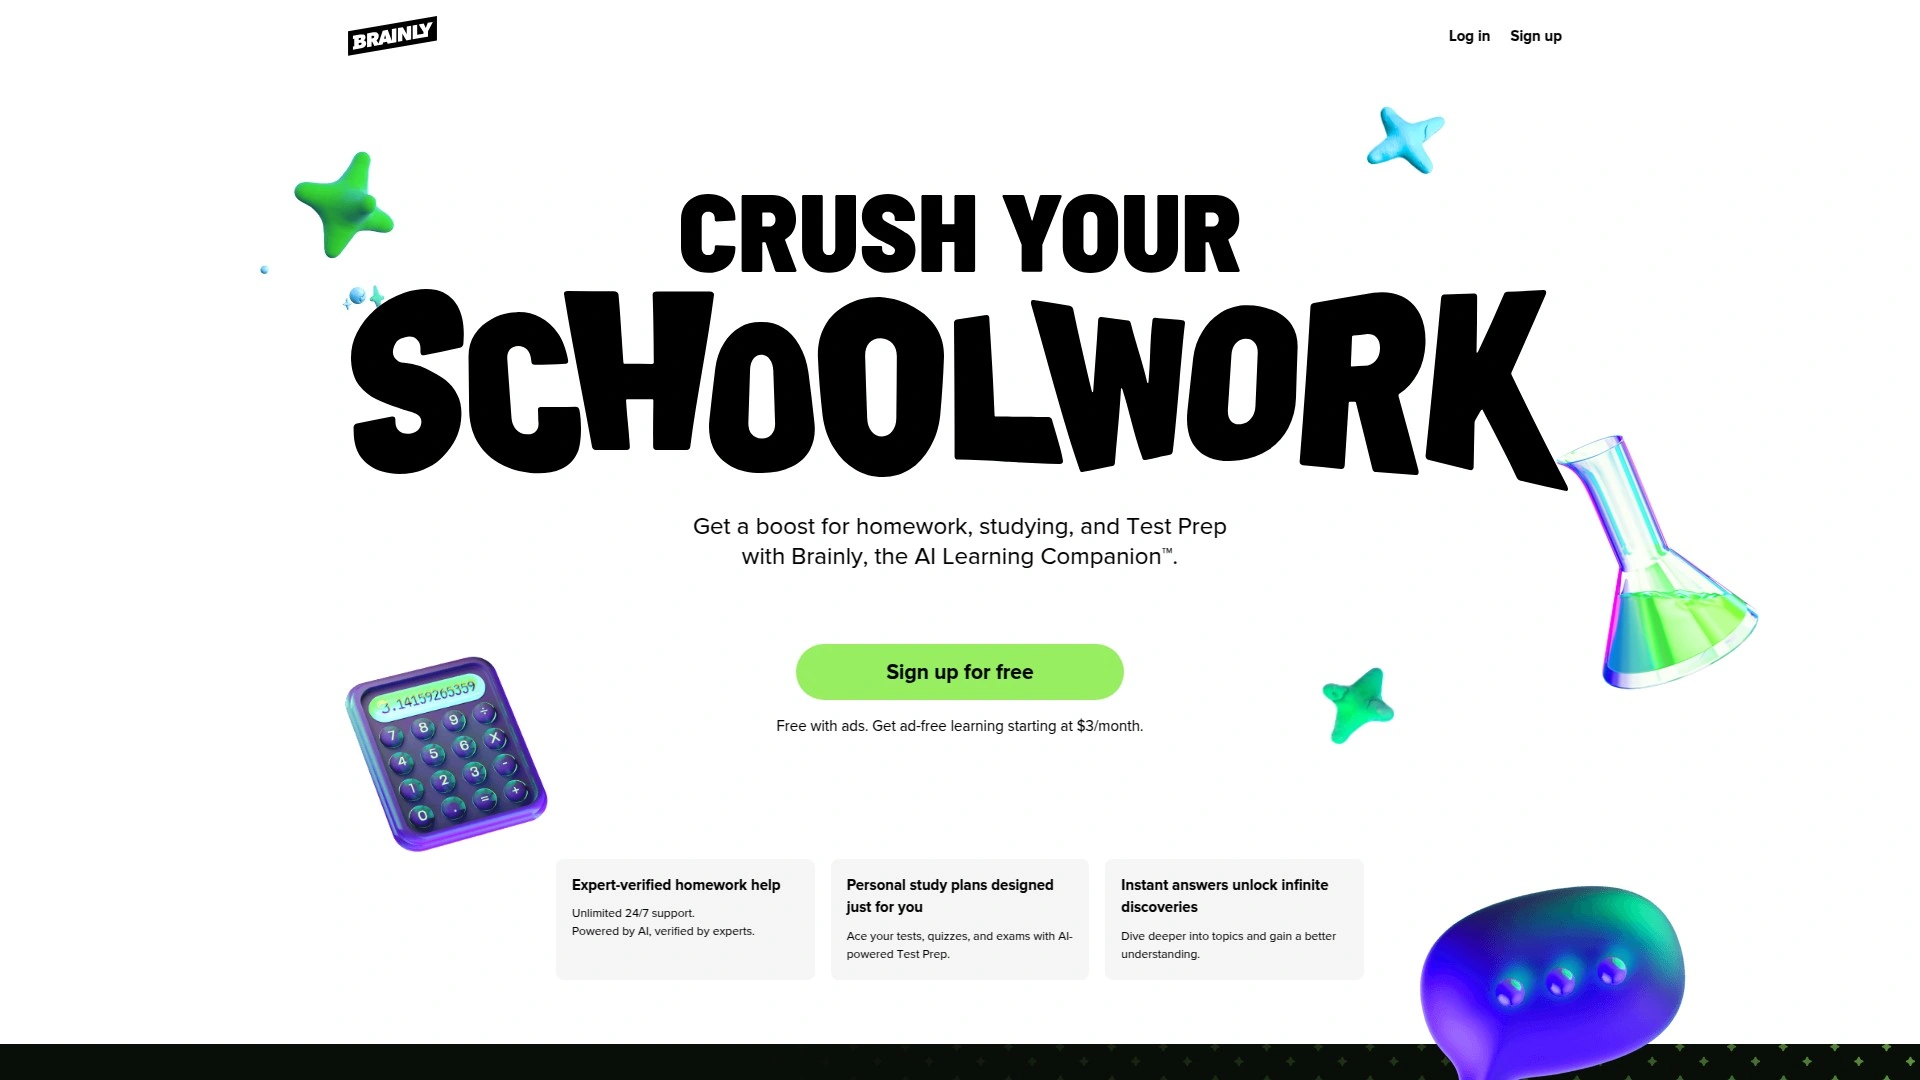 BRAINLY
Log in
Sign up
CRUSH YOUR
SCHOOLWORK
Get a boost for homework, studying, and Test Prep
with Brainly, the AI Learning Companion™.
Sign up for free
Free with ads. Get ad-free learning starting at $3/month.
3.14159265359
7 8 9 ÷
4 5 6 X
1 2 3 -
0 . = +
Expert-verified homework help
Unlimited 24/7 support.
Powered by AI, verified by experts.
Personal study plans designed
just for you
Ace your tests, quizzes, and exams with AI-
powered Test Prep.
Instant answers unlock infinite
discoveries
Dive deeper into topics and gain a better
understanding.